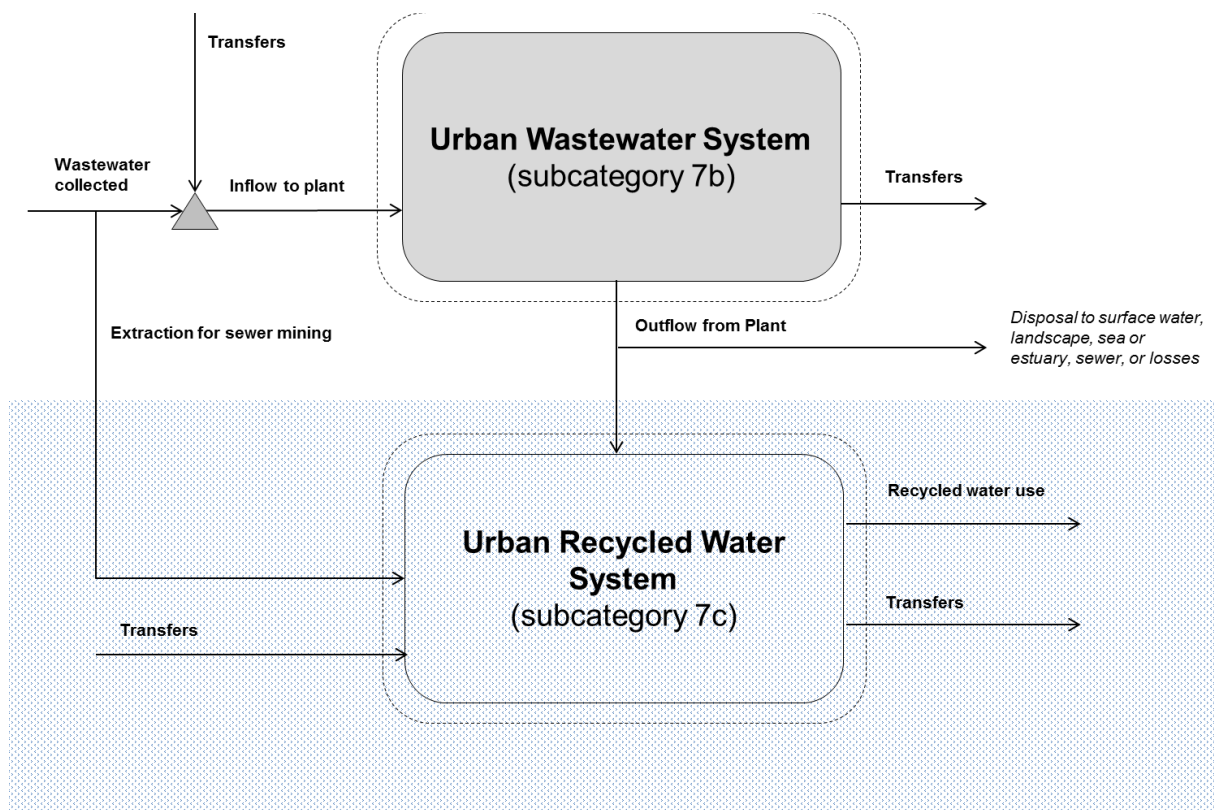 Transfers
Urban Wastewater System
(subcategory 7b)
Wastewater
collected
Inflow to plant
Transfers
Extraction for sewer mining
Outflow from Plant
Disposal to surface water,
landscape, sea or
estuary, sewer, or losses
Recycled water use
Urban Recycled Water
System
(subcategory 7c)
Transfers
Transfers